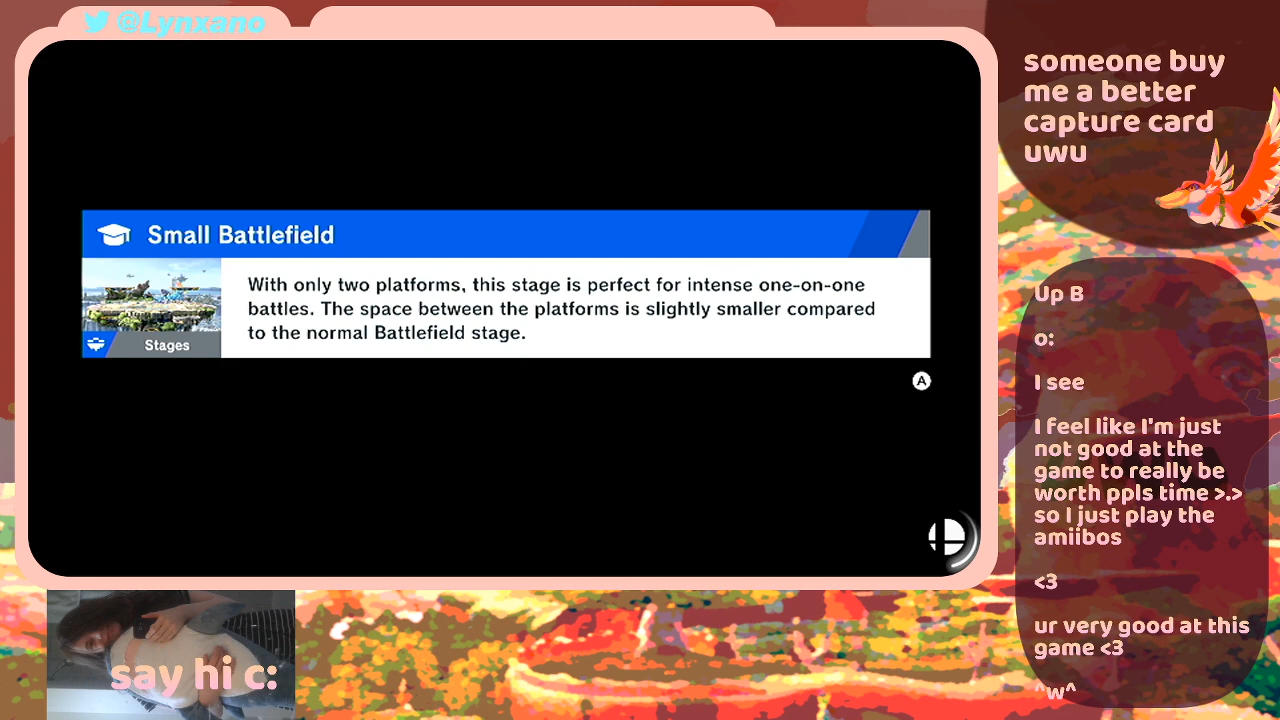 @Lynxano
someone buy
me a better
capture card
uwu
Small Battlefield
With only two platforms, this stage is perfect for intense one-on-one
battles. The space between the platforms is slightly smaller compared
to the normal Battlefield stage.
Stages
A
Up B
o:
I see
I feel like I'm just
not good at the
game to really be
worth ppls time >.>
so I just play the
amiibos
<3
ur very good at this
game <3
^w^
say hi c: